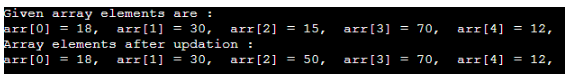 Given array elements are :
arr[0] = 18,  arr[1] = 30,  arr[2] = 15,  arr[3] = 70,  arr[4] = 12,
Array elements after updation :
arr[0] = 18,  arr[1] = 30,  arr[2] = 50,  arr[3] = 70,  arr[4] = 12,